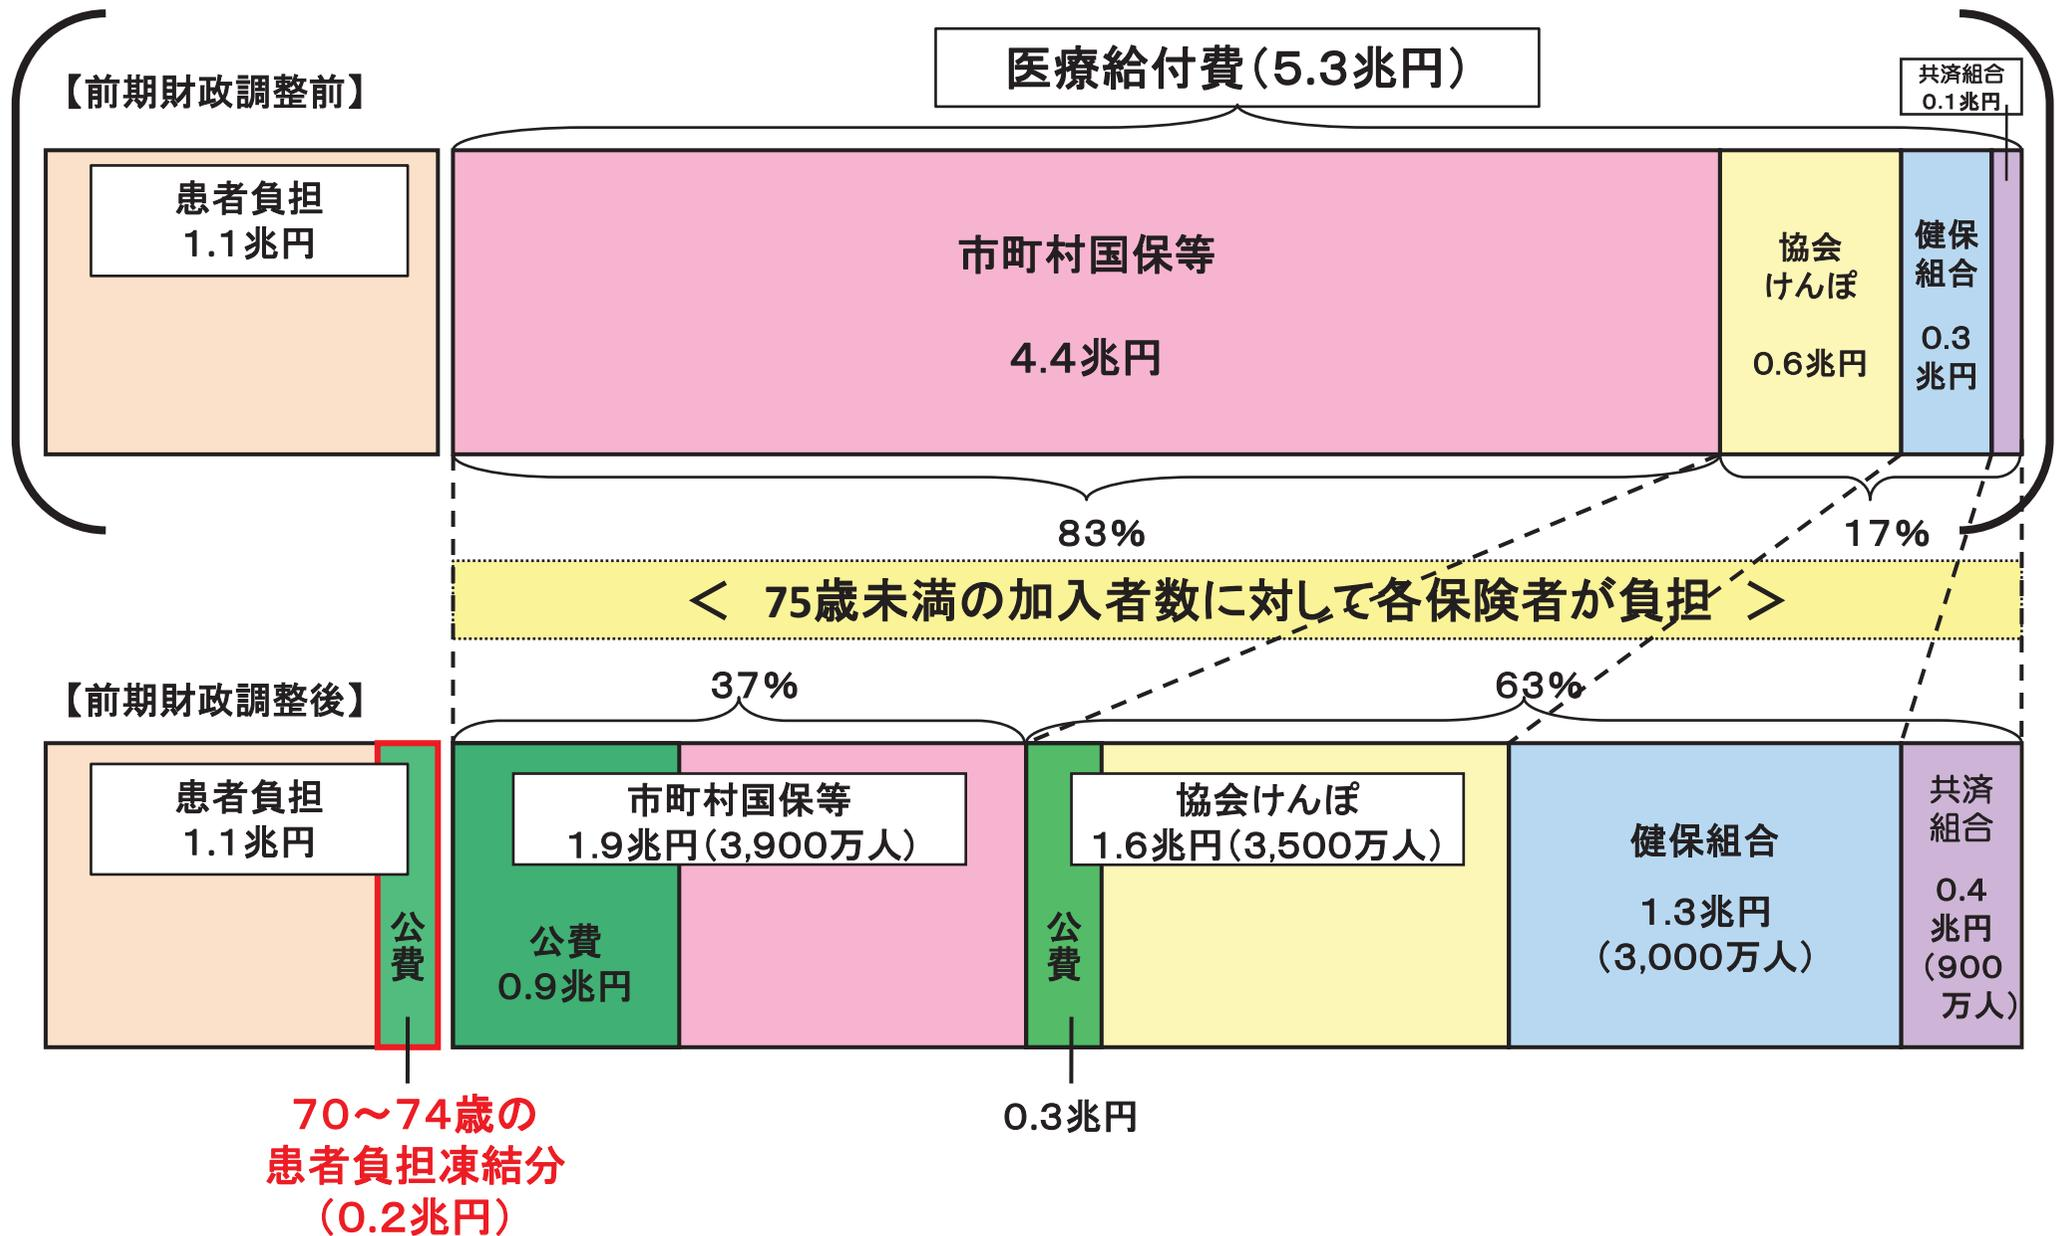 【前期財政調整前】
医療給付費(5.3兆円)
共済組合
0.1兆円
患者負担
1.1兆円
市町村国保等
4.4兆円
協会
けんぽ
0.6兆円
健保
組合
0.3
兆円
83%
17%
＜ 75歳未満の加入者数に対して各保険者が負担 ＞
【前期財政調整後】
37%
63%
患者負担
1.1兆円
公費
市町村国保等
1.9兆円(3,900万人)
公費
0.9兆円
協会けんぽ
1.6兆円(3,500万人)
公費
健保組合
1.3兆円
(3,000万人)
共済
組合
0.4
兆円
(900
万人)
70～74歳の
患者負担凍結分
(0.2兆円)
0.3兆円